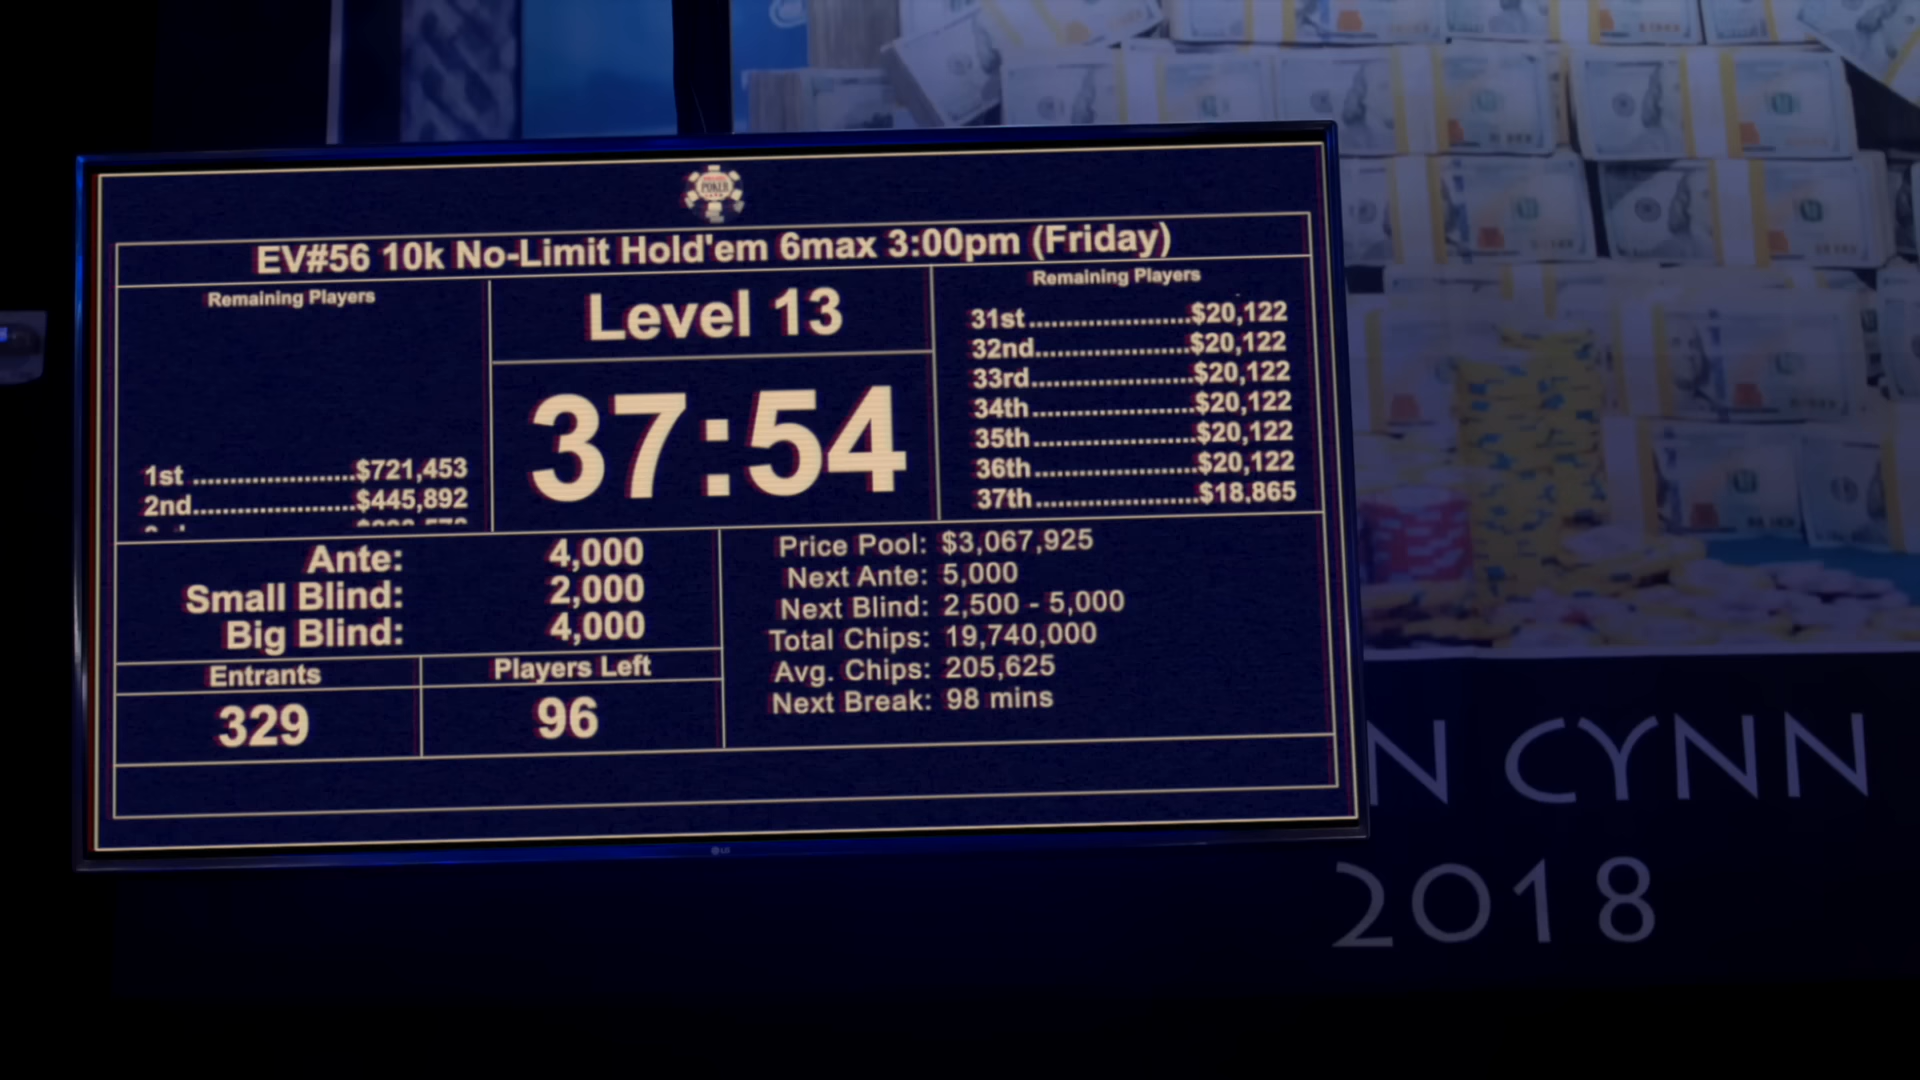 POKER
EV#56 10k No-Limit Hold'em 6max 3:00pm (Friday)
Remaining Players
1st ........................$721,453
2nd........................$445,892
Level 13
37:54
Remaining Players
31st........................$20,122
32nd.......................$20,122
33rd........................$20,122
34th........................$20,122
35th........................$20,122
36th........................$20,122
37th........................$18,865
Ante: 4,000
Small Blind: 2,000
Big Blind: 4,000
Entrants
329
Players Left
96
Price Pool: $3,067,925
Next Ante: 5,000
Next Blind: 2,500 - 5,000
Total Chips: 19,740,000
Avg. Chips: 205,625
Next Break: 98 mins
LG
N CYNN
2018